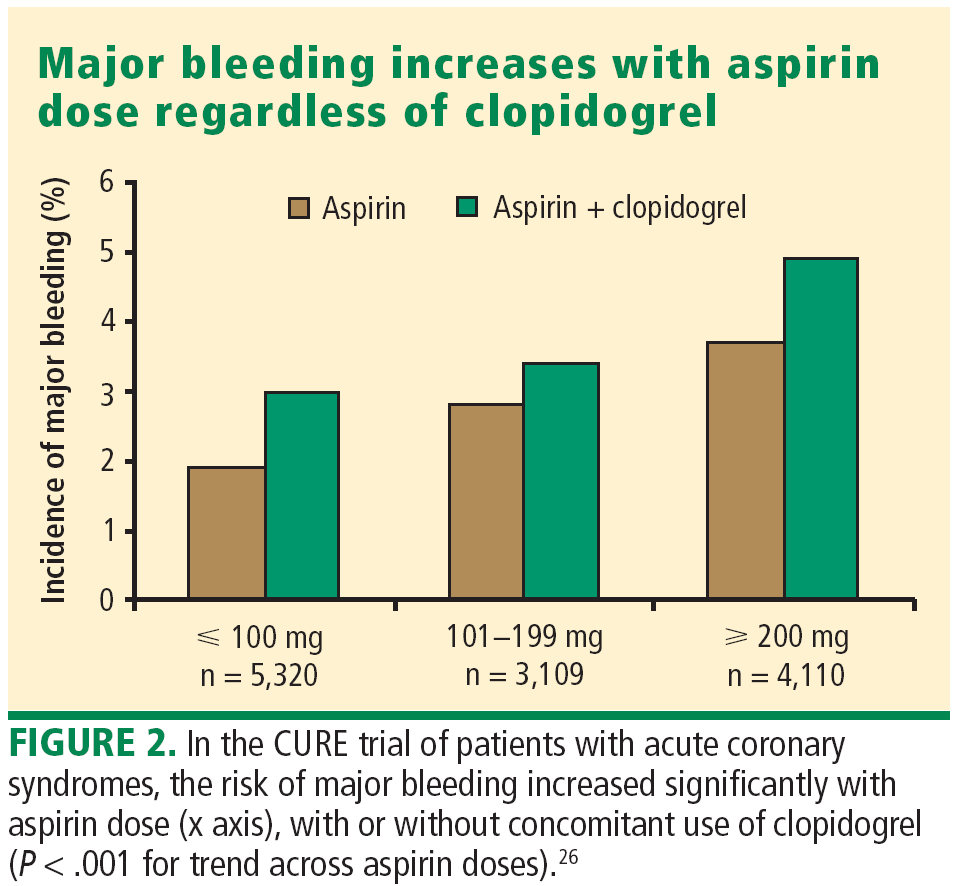 Major bleeding increases with aspirin
dose regardless of clopidogrel
Incidence of major bleeding (%)
6
5
4
3
2
1
0
Aspirin
Aspirin + clopidogrel
≤ 100 mg
n = 5,320
101–199 mg
n = 3,109
≥ 200 mg
n = 4,110
FIGURE 2. In the CURE trial of patients with acute coronary
syndromes, the risk of major bleeding increased significantly with
aspirin dose (x axis), with or without concomitant use of clopidogrel
(P < .001 for trend across aspirin doses).26